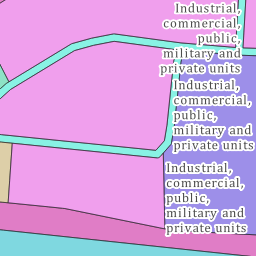 Industrial,
commercial,
public,
military and
private units
Industrial,
commercial,
public,
military and
private units
Industrial,
commercial,
public,
military and
private units